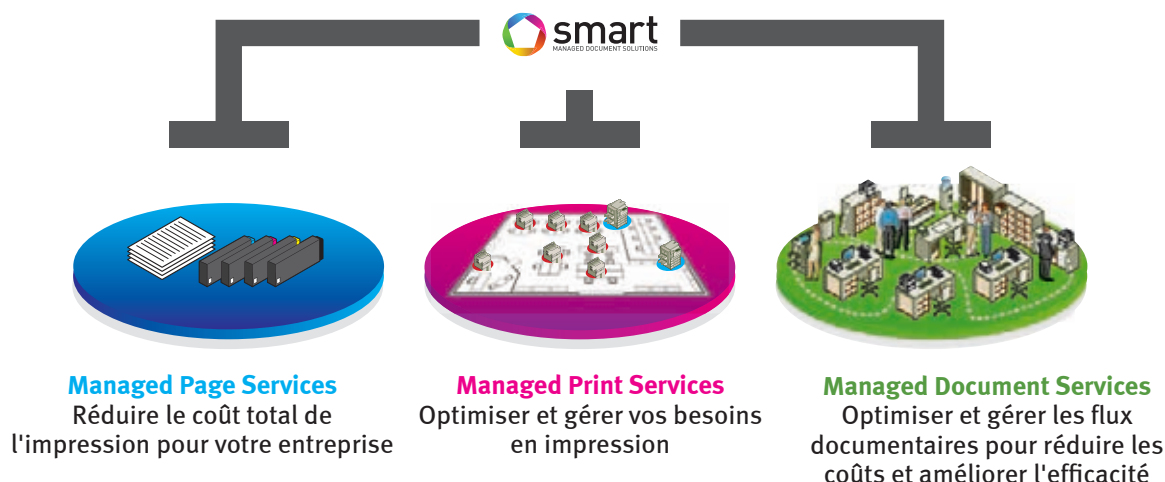 smart
MANAGED DOCUMENT SOLUTIONS
Managed Page Services
Réduire le coût total de
l'impression pour votre entreprise
Managed Print Services
Optimiser et gérer vos besoins
en impression
Managed Document Services
Optimiser et gérer les flux
documentaires pour réduire les
coûts et améliorer l'efficacité